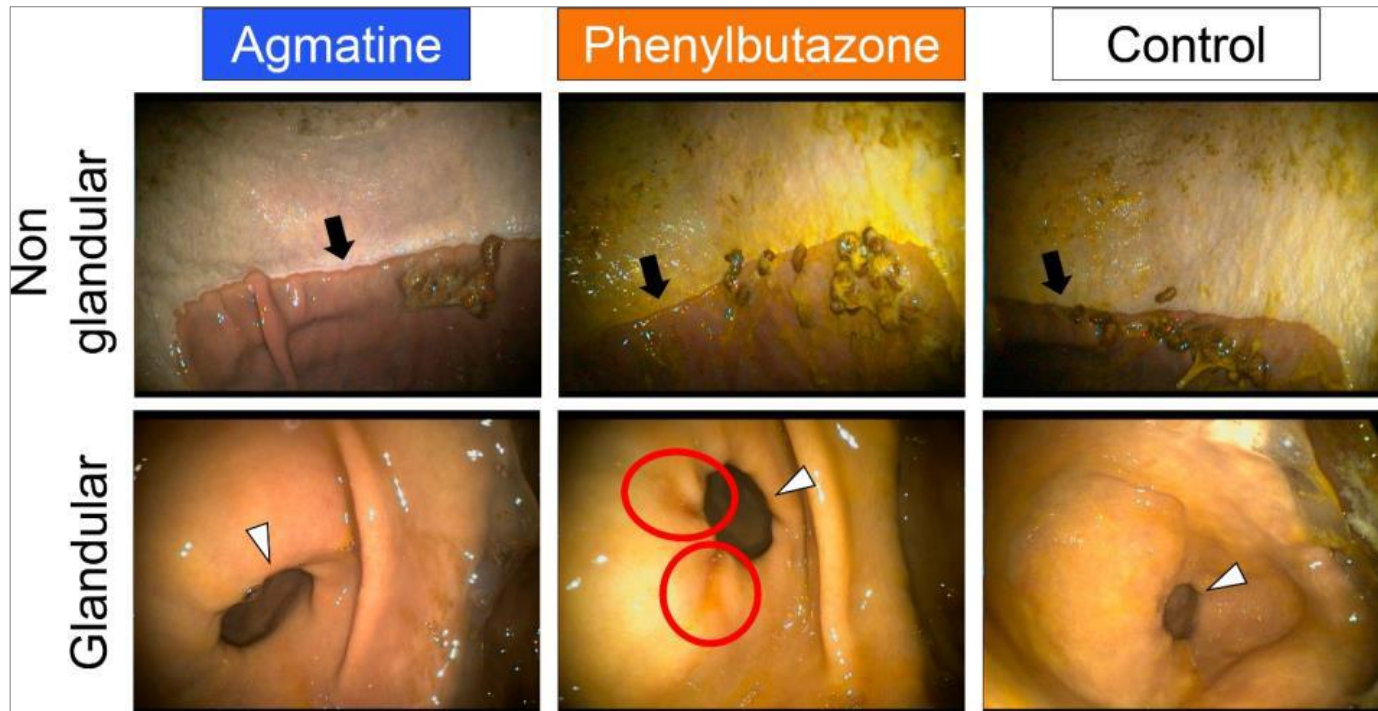 Agmatine
Phenylbutazone
Control
Non
glandular
Glandular